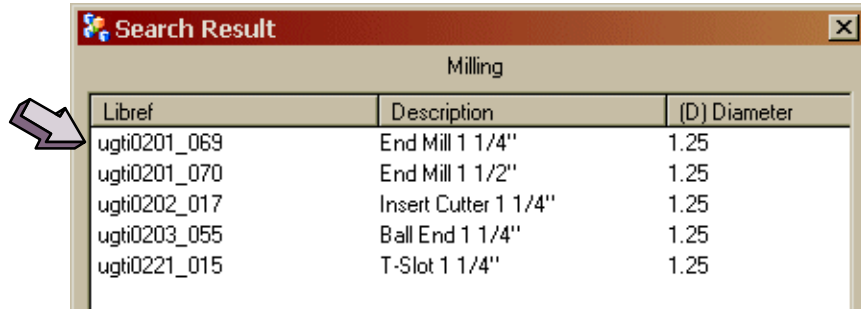 Search Result
Milling
Libref Description (D) Diameter
ugti0201_069 End Mill 1 1/4" 1.25
ugti0201_070 End Mill 1 1/2" 1.25
ugti0202_017 Insert Cutter 1 1/4" 1.25
ugti0203_055 Ball End 1 1/4" 1.25
ugti0221_015 T-Slot 1 1/4" 1.25